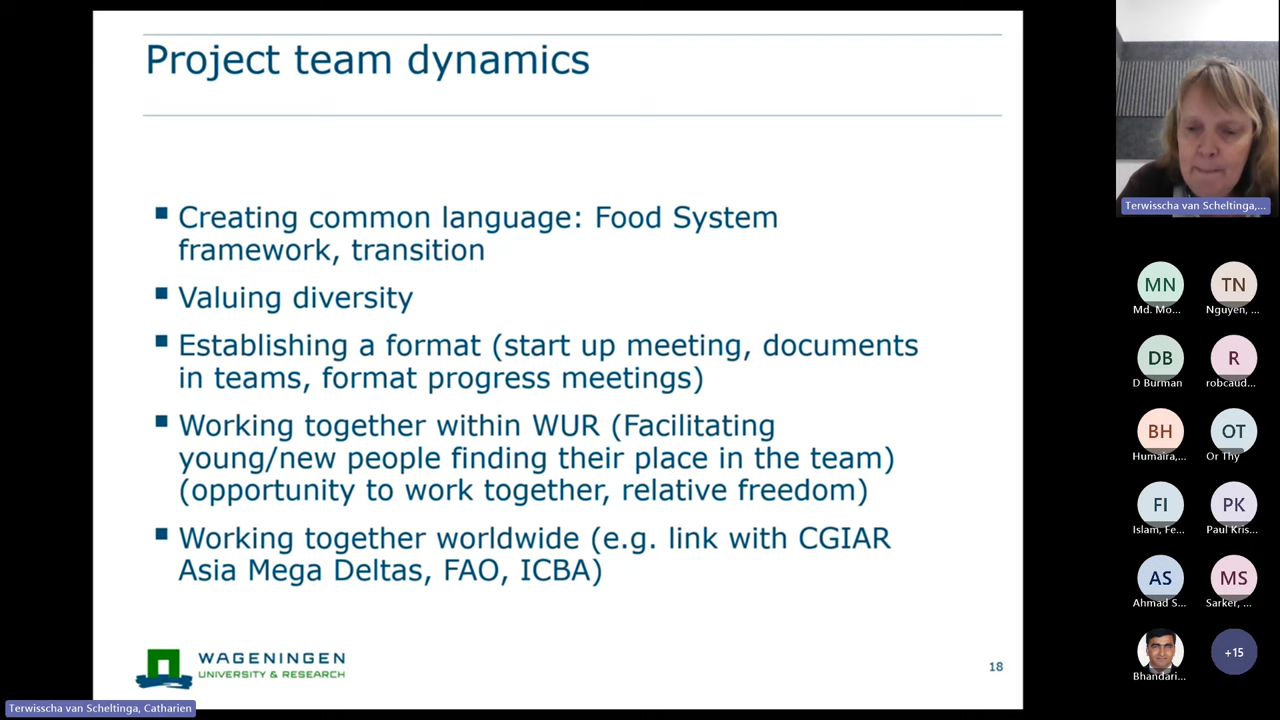 Project team dynamics
Creating common language: Food System
framework, transition
Valuing diversity
Establishing a format (start up meeting, documents
in teams, format progress meetings)
Working together within WUR (Facilitating
young/new people finding their place in the team)
(opportunity to work together, relative freedom)
Working together worldwide (e.g. link with CGIAR
Asia Mega Deltas, FAO, ICBA)
WAGENINGEN
UNIVERSITY & RESEARCH
18
Terwisscha van Scheltinga, Catharien
Terwisscha van Scheltinga,...
MN
Md. Mo...
TN
Nguyen, ...
DB
D Burman
R
robcaud...
BH
Humaira,...
OT
Or Thy
FI
Islam, Fe...
PK
Paul Kris...
AS
Ahmad S...
MS
Sarker, ...
Bhandari...
+15